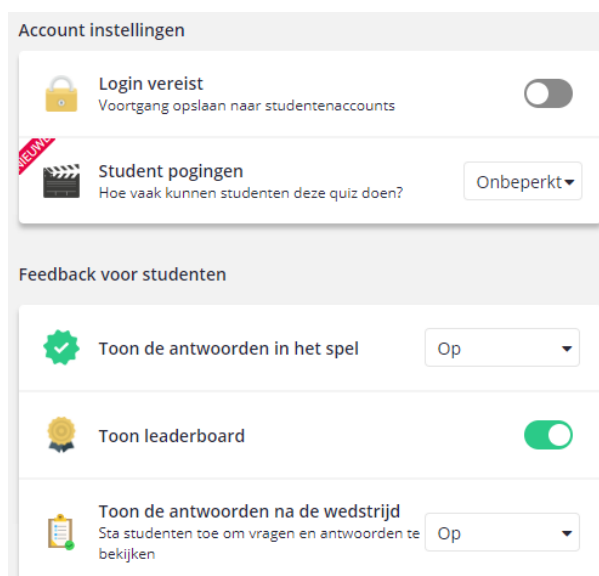 Account instellingen
Login vereist
Voortgang opslaan naar studentenaccounts
NIEUW
Student pogingen
Hoe vaak kunnen studenten deze quiz doen?
Onbeperkt
Feedback voor studenten
Toon de antwoorden in het spel
Op
Toon leaderboard
Toon de antwoorden na de wedstrijd
Sta studenten toe om vragen en antwoorden te
bekijken
Op